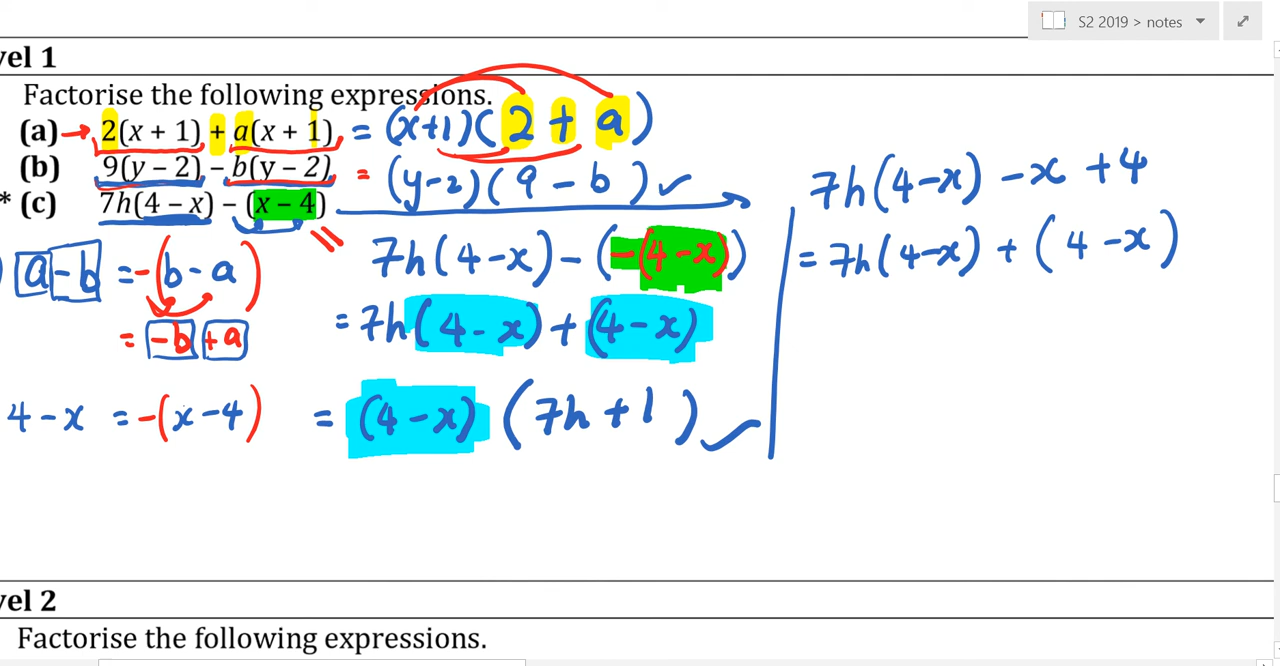 S2 2019 > notes
vel 1
Factorise the following expressions.
(a) → 2(x + 1) + a(x + 1) = (x+1)(2 + a)
(b) 9(y − 2) − b(y − 2) = (y-2)(9 - b) ✓
* (c) 7h(4 − x) − (x − 4)
7h(4-x) - (-(4-x))
= 7h(4-x) + (4-x)
= (4-x)(7h+1) ✓
) a-b = -(b-a)
= -b +a
4-x = -(x-4)
7h(4-x) -x +4
= 7h(4-x) + (4-x)
vel 2
Factorise the following expressions.